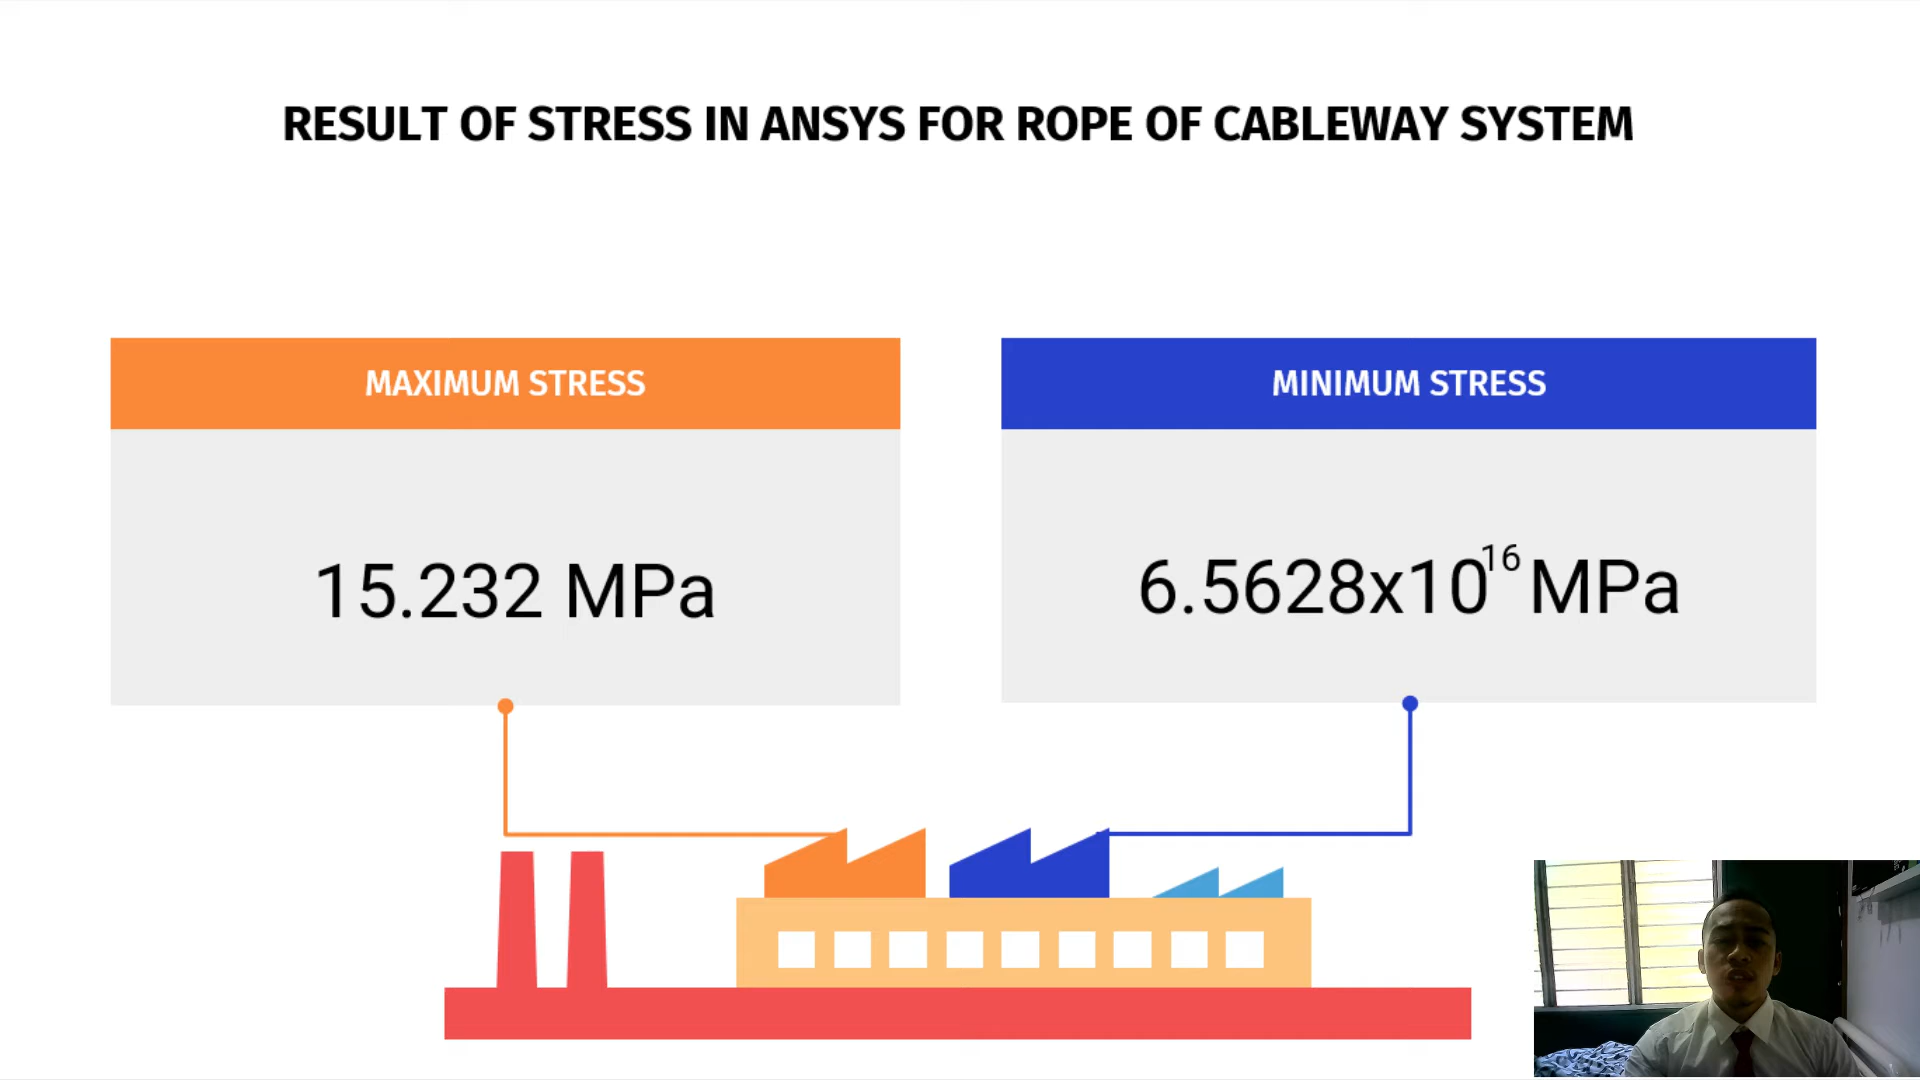 RESULT OF STRESS IN ANSYS FOR ROPE OF CABLEWAY SYSTEM
MAXIMUM STRESS
15.232 MPa
MINIMUM STRESS
6.5628x10¹⁶ MPa